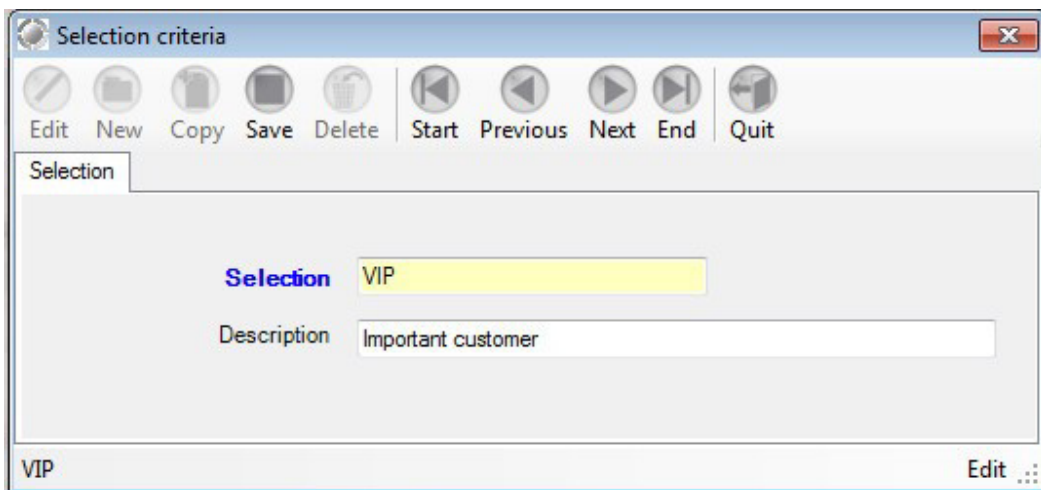 Selection criteria
Edit New Copy Save Delete Start Previous Next End Quit
Selection
Selection VIP
Description Important customer
VIP Edit